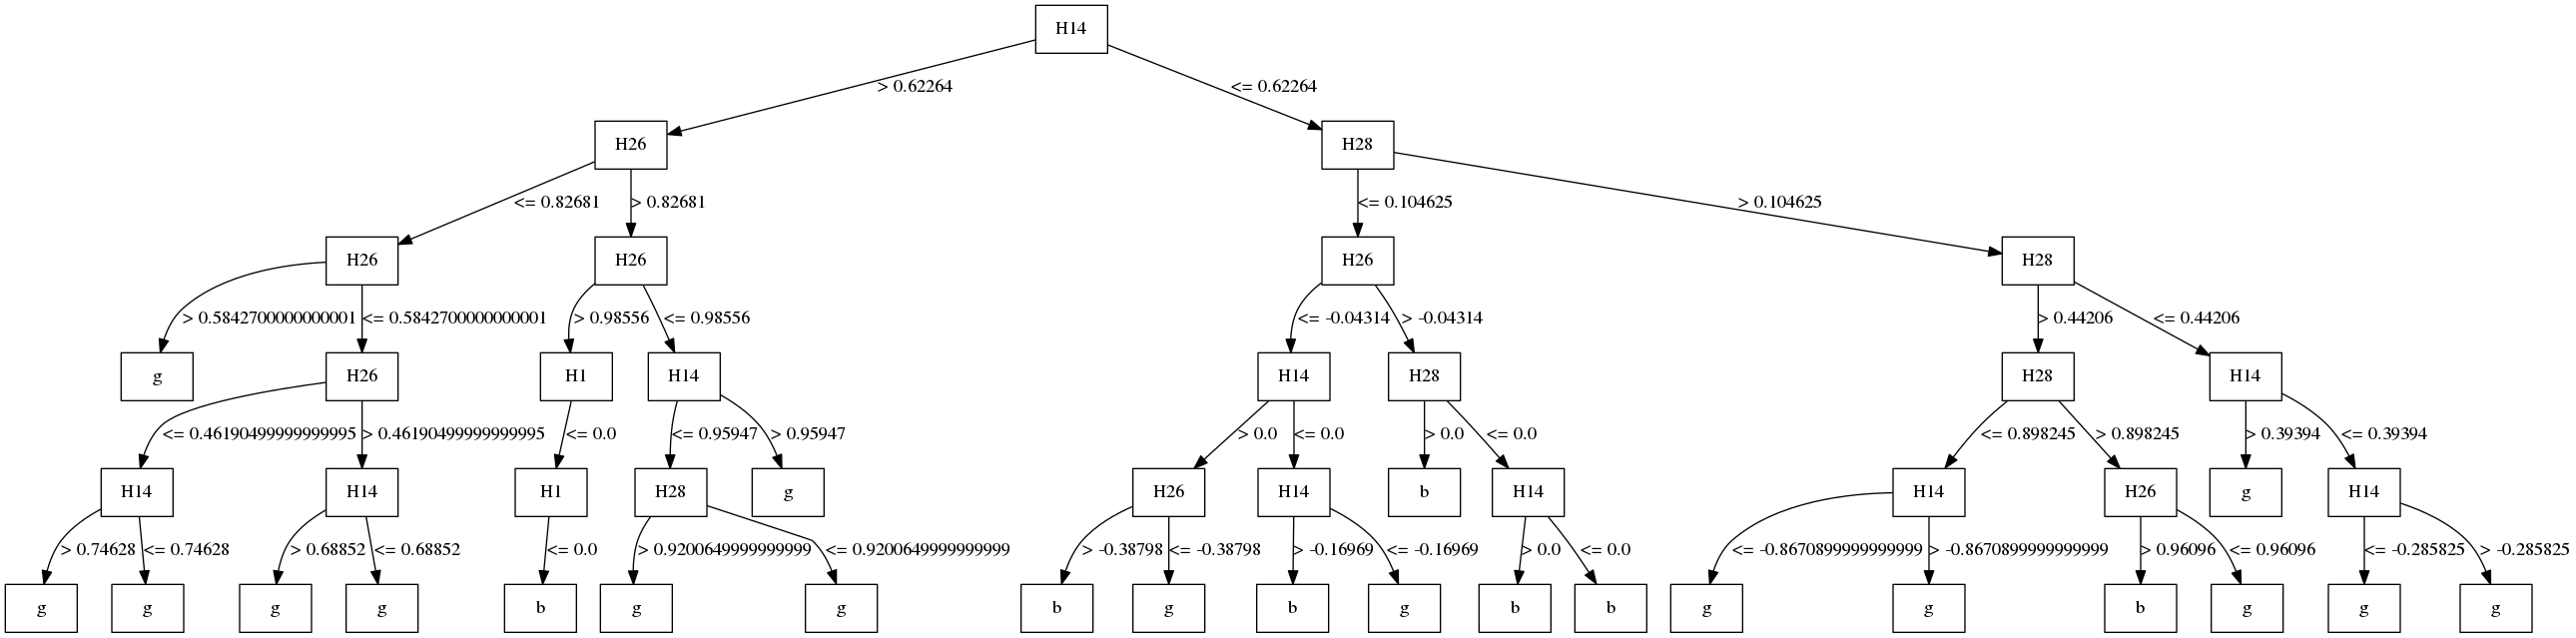 H14
> 0.62264 <= 0.62264
H26 H28
<= 0.82681 > 0.82681 <= 0.104625 > 0.104625
H26 H26 H26 H28
> 0.5842700000000001 <= 0.5842700000000001 > 0.98556 <= 0.98556 <= -0.04314 > -0.04314 > 0.44206 <= 0.44206
g H26 H1 H14 H14 H28 H28 H14
<= 0.46190499999999995 > 0.46190499999999995 <= 0.0 <= 0.95947 > 0.95947 > 0.0 <= 0.0 > 0.0 <= 0.0 <= 0.898245 > 0.898245 > 0.39394 <= 0.39394
H14 H14 H1 H28 g H26 H14 b H14 H14 H26 g H14
> 0.74628 <= 0.74628 > 0.68852 <= 0.68852 <= 0.0 > 0.9200649999999999 <= 0.9200649999999999 > -0.38798 <= -0.38798 > -0.16969 <= -0.16969 > 0.0 <= 0.0 <= -0.8670899999999999 > -0.8670899999999999 > 0.96096 <= 0.96096 <= -0.285825 > -0.285825
g g g g b g g b g b g b b g g b g g g